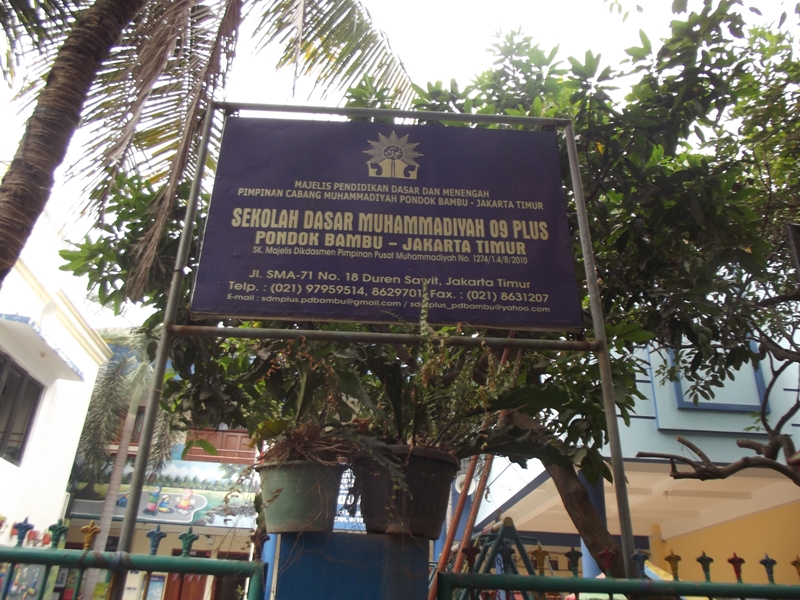 MAJELIS PENDIDIKAN DASAR DAN MENENGAH
PIMPINAN CABANG MUHAMMADIYAH PONDOK BAMBU - JAKARTA TIMUR
SEKOLAH DASAR MUHAMMADIYAH 09 PLUS
PONDOK BAMBU - JAKARTA TIMUR
SK. Majelis Dikdasmen Pimpinan Pusat Muhammadiyah No. 1274/1.4/B/2010
Jl. SMA-71 No. 18 Duren Sawit, Jakarta Timur
Telp. : (021) 97959514, 8629701, Fax. : (021) 8631207
E-mail : sdmplus.pdbambu@gmail.com / sdmplus_pdbambu@yahoo.com